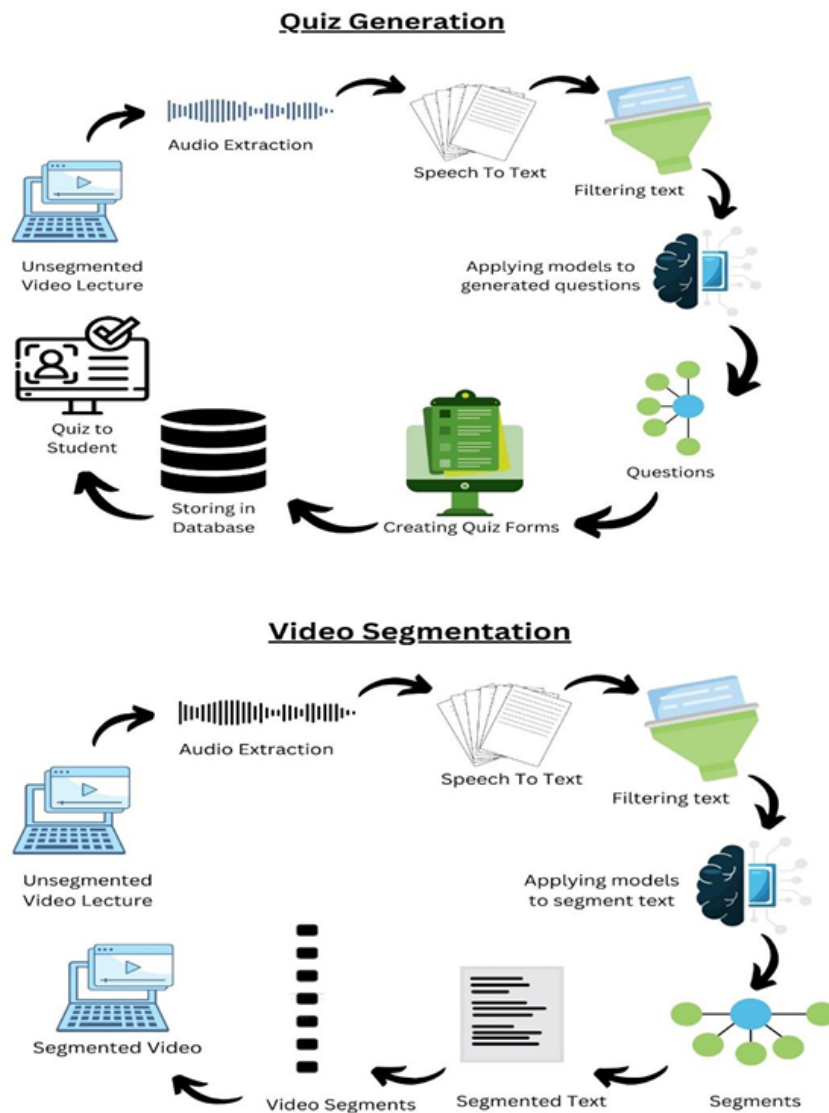 Quiz Generation
Audio Extraction
Speech To Text
Filtering text
Unsegmented
Video Lecture
Applying models to
generated questions
Quiz to
Student
Questions
Storing in
Database
Creating Quiz Forms
Video Segmentation
Audio Extraction
Speech To Text
Filtering text
Unsegmented
Video Lecture
Applying models
to segment text
Segmented Video
Video Segments
Segmented Text
Segments